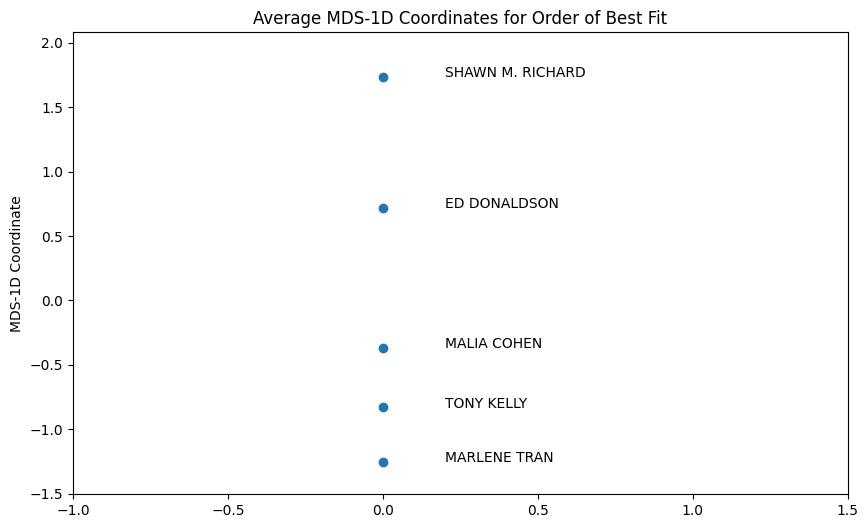 Average MDS-1D Coordinates for Order of Best Fit
2.0
SHAWN M. RICHARD
1.5
1.0
ED DONALDSON
0.5
MDS-1D Coordinate
0.0
MALIA COHEN
−0.5
TONY KELLY
−1.0
MARLENE TRAN
−1.5
−1.0 −0.5 0.0 0.5 1.0 1.5